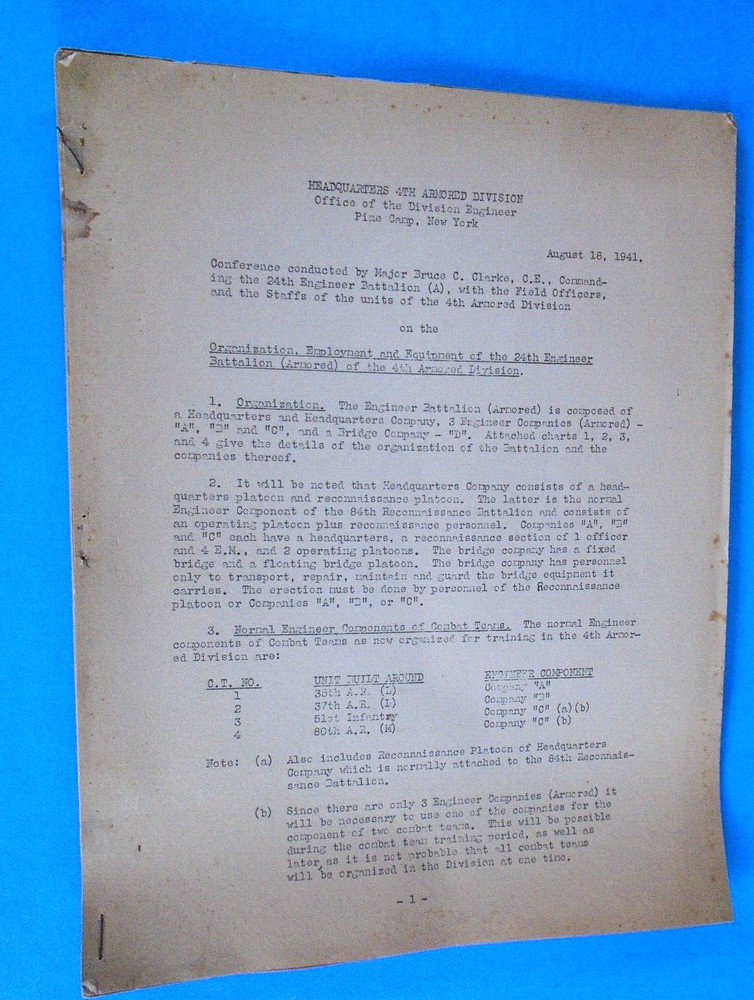 HEADQUARTERS 4TH ARMORED DIVISION
Office of the Division Engineer
Pine Camp, New York
August 18, 1941.
Conference conducted by Major Bruce C. Clarke, C.E., Command-
ing the 24th Engineer Battalion (A), with the Field Officers,
and the Staffs of the units of the 4th Armored Division
on the
Organization, Employment and Equipment of the 24th Engineer
Battalion (Armored) of the 4th Armored Division.
1. Organization. The Engineer Battalion (Armored) is composed of
a Headquarters and Headquarters Company, 3 Engineer Companies (Armored) -
"A", "B" and "C", and a Bridge Company - "D". Attached charts 1, 2, 3,
and 4 give the details of the organization of the Battalion and the
companies thereof.
2. It will be noted that Headquarters Company consists of a head-
quarters platoon and reconnaissance platoon. The latter is the normal
Engineer Component of the 84th Reconnaissance Battalion and consists of
an operating platoon plus reconnaissance personnel. Companies "A", "B"
and "C" each have a headquarters, a reconnaissance section of 1 officer
and 4 E.M., and 2 operating platoons. The bridge company has a fixed
bridge and a floating bridge platoon. The bridge company has personnel
only to transport, repair, maintain and guard the bridge equipment it
carries. The erection must be done by personnel of the Reconnaissance
platoon or Companies "A", "B", or "C".
3. Normal Engineer Components of Combat Teams. The normal Engineer
components of Combat Teams as now organized for training in the 4th Armor-
ed Division are:
C.T. NO. UNIT BUILT AROUND ENGINEER COMPONENT
1 35th A.R. (L) Company "A"
2 37th A.R. (L) Company "B"
3 51st Infantry Company "C" (a)(b)
4 80th A.R. (M) Company "C" (b)
Note: (a) Also includes Reconnaissance Platoon of Headquarters
Company which is normally attached to the 84th Reconnais-
sance Battalion.
(b) Since there are only 3 Engineer Companies (Armored) it
will be necessary to use one of the companies for the
component of two combat teams. This will be possible
during the combat team training period, as well as
later, as it is not probable that all combat teams
will be organized in the Division at one time.
- 1 -